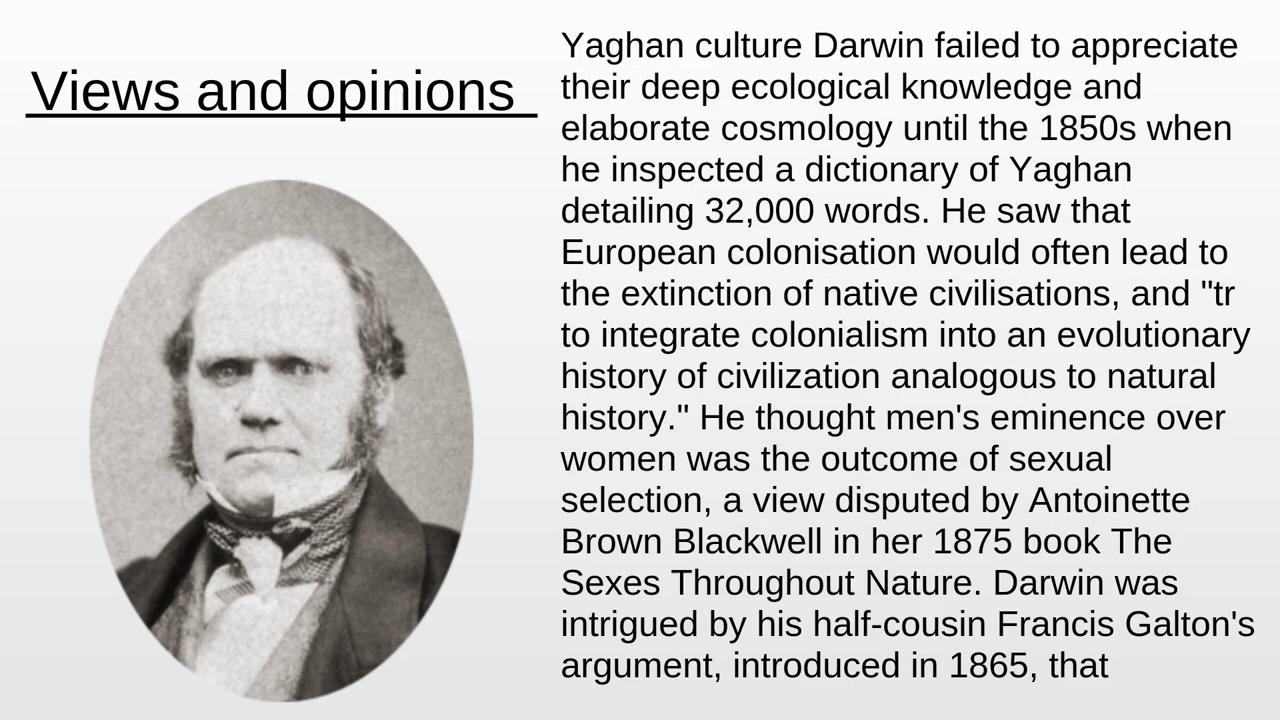 Views and opinions
Yaghan culture Darwin failed to appreciate
their deep ecological knowledge and
elaborate cosmology until the 1850s when
he inspected a dictionary of Yaghan
detailing 32,000 words. He saw that
European colonisation would often lead to
the extinction of native civilisations, and "tr
to integrate colonialism into an evolutionary
history of civilization analogous to natural
history." He thought men's eminence over
women was the outcome of sexual
selection, a view disputed by Antoinette
Brown Blackwell in her 1875 book The
Sexes Throughout Nature. Darwin was
intrigued by his half-cousin Francis Galton's
argument, introduced in 1865, that